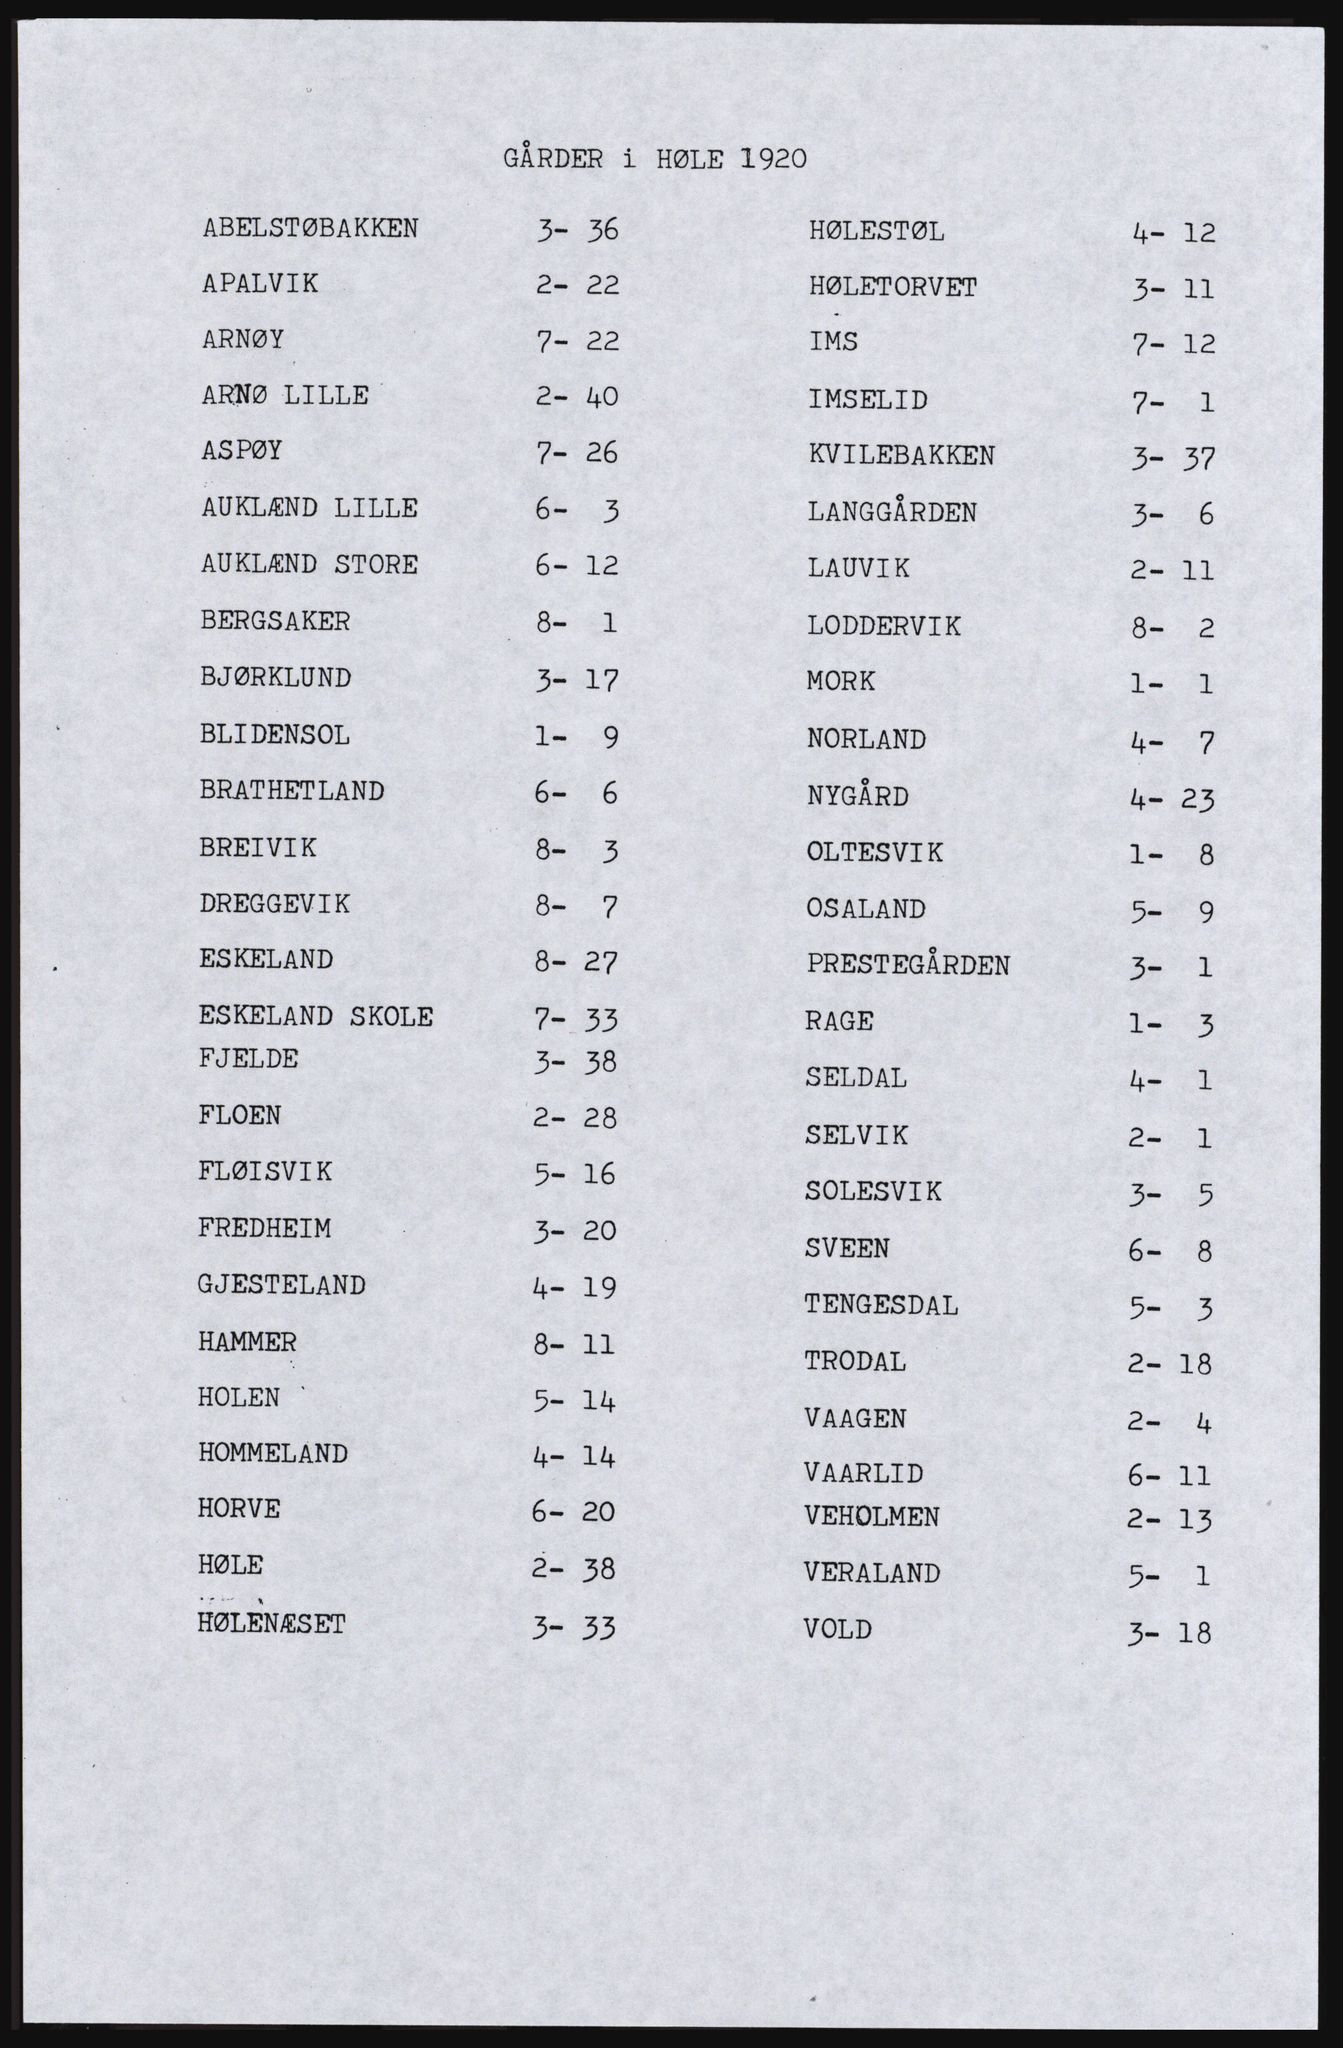 GÅRDER i HØLE 1920
ABELSTØBAKKEN 3- 36
APALVIK 2- 22
ARNØY 7- 22
ARNØ LILLE 2- 40
ASPØY 7- 26
AUKLÆND LILLE 6- 3
AUKLÆND STORE 6- 12
BERGSAKER 8- 1
BJØRKLUND 3- 17
BLIDENSOL 1- 9
BRATHETLAND 6- 6
BREIVIK 8- 3
DREGGEVIK 8- 7
ESKELAND 8- 27
ESKELAND SKOLE 7- 33
FJELDE 3- 38
FLOEN 2- 28
FLØISVIK 5- 16
FREDHEIM 3- 20
GJESTELAND 4- 19
HAMMER 8- 11
HOLEN 5- 14
HOMMELAND 4- 14
HORVE 6- 20
HØLE 2- 38
HØLENÆSET 3- 33
HØLESTØL 4- 12
HØLETORVET 3- 11
IMS 7- 12
IMSELID 7- 1
KVILEBAKKEN 3- 37
LANGGÅRDEN 3- 6
LAUVIK 2- 11
LODDERVIK 8- 2
MORK 1- 1
NORLAND 4- 7
NYGÅRD 4- 23
OLTESVIK 1- 8
OSALAND 5- 9
PRESTEGÅRDEN 3- 1
RAGE 1- 3
SELDAL 4- 1
SELVIK 2- 1
SOLESVIK 3- 5
SVEEN 6- 8
TENGESDAL 5- 3
TRODAL 2- 18
VAAGEN 2- 4
VAARLID 6- 11
VEHOLMEN 2- 13
VERALAND 5- 1
VOLD 3- 18